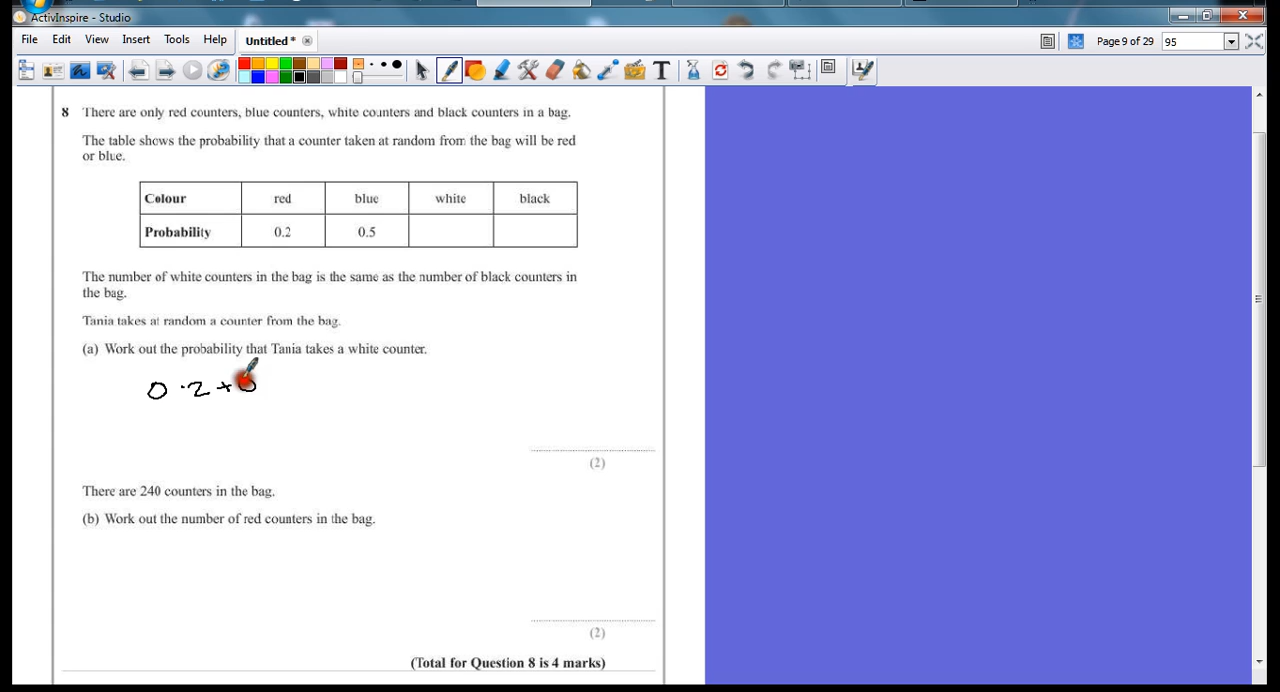 ActivInspire - Studio
File Edit View Insert Tools Help Untitled * Page 9 of 29 95
8 There are only red counters, blue counters, white counters and black counters in a bag.
The table shows the probability that a counter taken at random from the bag will be red
or blue.
Colour red blue white black
Probability 0.2 0.5
The number of white counters in the bag is the same as the number of black counters in
the bag.
Tania takes at random a counter from the bag.
(a) Work out the probability that Tania takes a white counter.
0.2+0
(2)
There are 240 counters in the bag.
(b) Work out the number of red counters in the bag.
(2)
(Total for Question 8 is 4 marks)